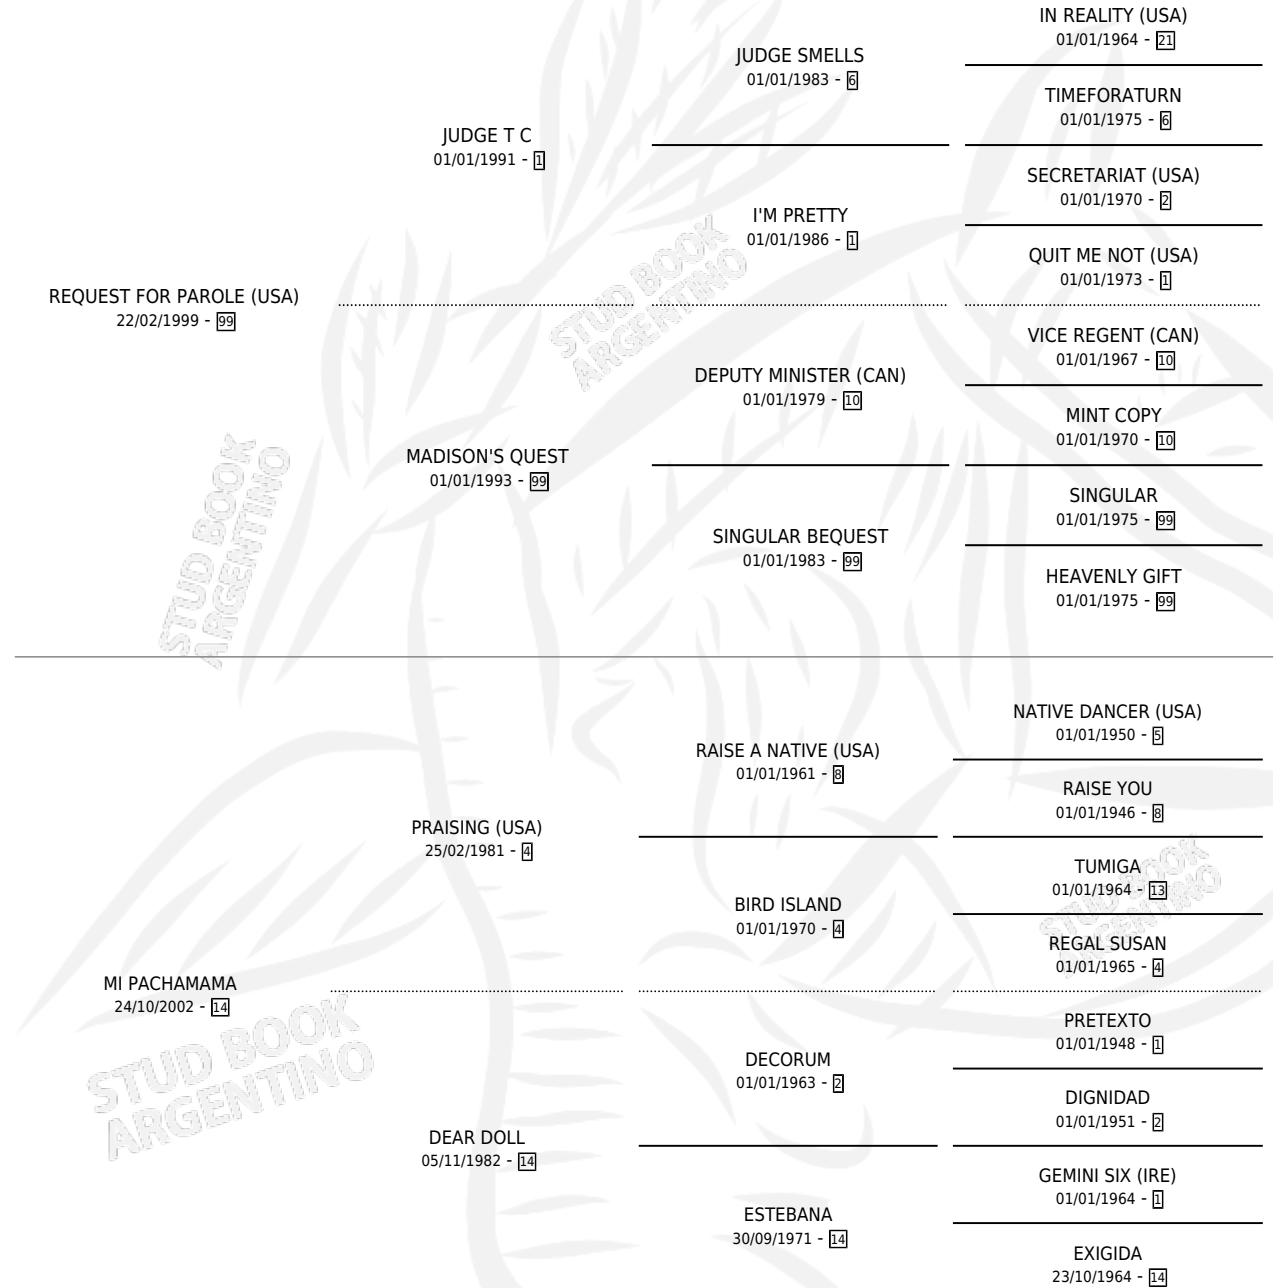 IN REALITY (USA)
01/01/1964 - 21
JUDGE SMELLS
01/01/1983 - 6
TIMEFORATURN
01/01/1975 - 6
JUDGE T C
01/01/1991 - 1
SECRETARIAT (USA)
01/01/1970 - 2
I'M PRETTY
01/01/1986 - 1
QUIT ME NOT (USA)
01/01/1973 - 1
REQUEST FOR PAROLE (USA)
22/02/1999 - 99
STUD BOOK
ARGENTINO
VICE REGENT (CAN)
01/01/1967 - 10
DEPUTY MINISTER (CAN)
01/01/1979 - 10
MINT COPY
01/01/1970 - 10
MADISON'S QUEST
01/01/1993 - 99
SINGULAR
01/01/1975 - 99
SINGULAR BEQUEST
01/01/1983 - 99
HEAVENLY GIFT
01/01/1975 - 99
STUD BOOK
ARGENTINO
NATIVE DANCER (USA)
01/01/1950 - 5
RAISE A NATIVE (USA)
01/01/1961 - 8
RAISE YOU
01/01/1946 - 8
PRAISING (USA)
25/02/1981 - 4
TUMIGA
01/01/1964 - 13
BIRD ISLAND
01/01/1970 - 4
STUD BOOK
ARGENTINO
REGAL SUSAN
01/01/1965 - 4
MI PACHAMAMA
24/10/2002 - 14
PRETEXTO
01/01/1948 - 1
DECORUM
01/01/1963 - 2
STUD BOOK
ARGENTINO
DIGNIDAD
01/01/1951 - 2
DEAR DOLL
05/11/1982 - 14
GEMINI SIX (IRE)
01/01/1964 - 1
ESTEBANA
30/09/1971 - 14
EXIGIDA
23/10/1964 - 14